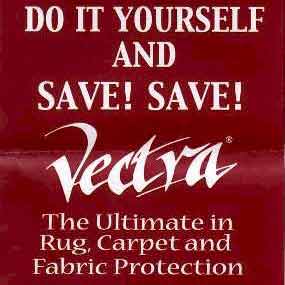 DO IT YOURSELF
AND
SAVE! SAVE!
Vectra®
The Ultimate in
Rug, Carpet and
Fabric Protection